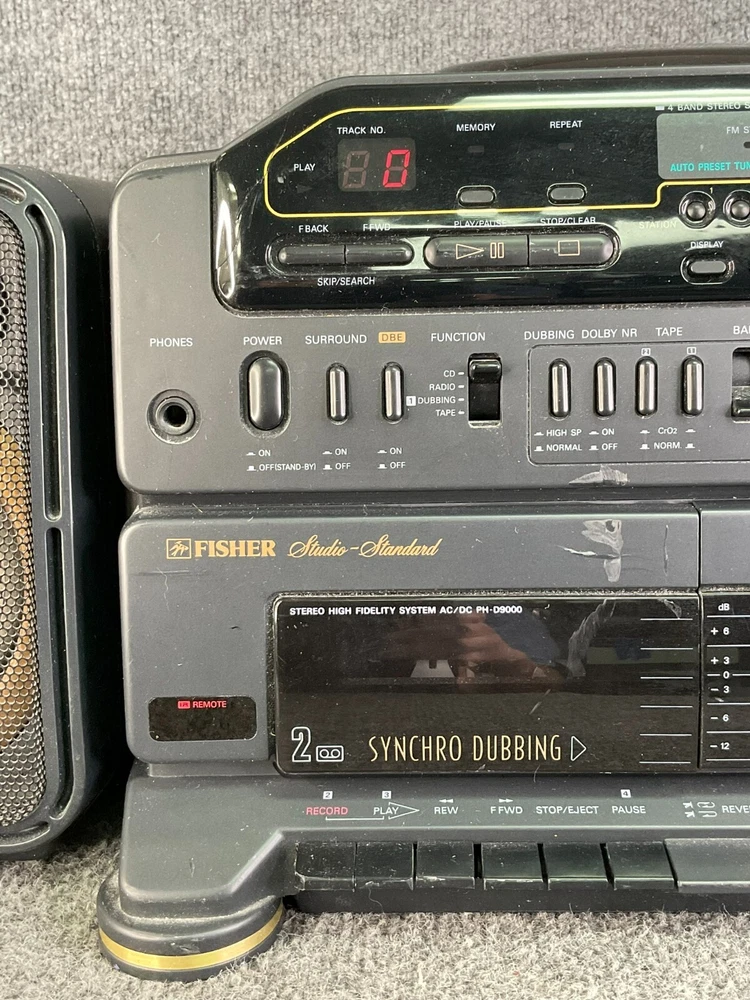 4 BAND STEREO S
TRACK NO.
MEMORY
REPEAT
FM S
PLAY
0
AUTO PRESET TUN
1
F BACK
F FWD
PLAY/PAUSE
STOP/CLEAR
STATION
DISPLAY
SKIP/SEARCH
PHONES
POWER
SURROUND
DBE
FUNCTION
DUBBING
DOLBY NR
TAPE
BA
2
1
CD
RADIO
1 DUBBING
TAPE
ON
OFF(STAND-BY)
ON
OFF
ON
OFF
HIGH SP
NORMAL
ON
OFF
CrO2
NORM.
FISHER Studio-Standard
STEREO HIGH FIDELITY SYSTEM AC/DC PH-D9000
dB
+ 6
+ 3
0
- 3
- 6
- 12
REMOTE
2 SYNCHRO DUBBING
2
3
4
RECORD
PLAY
REW
F FWD
STOP/EJECT
PAUSE
REVE